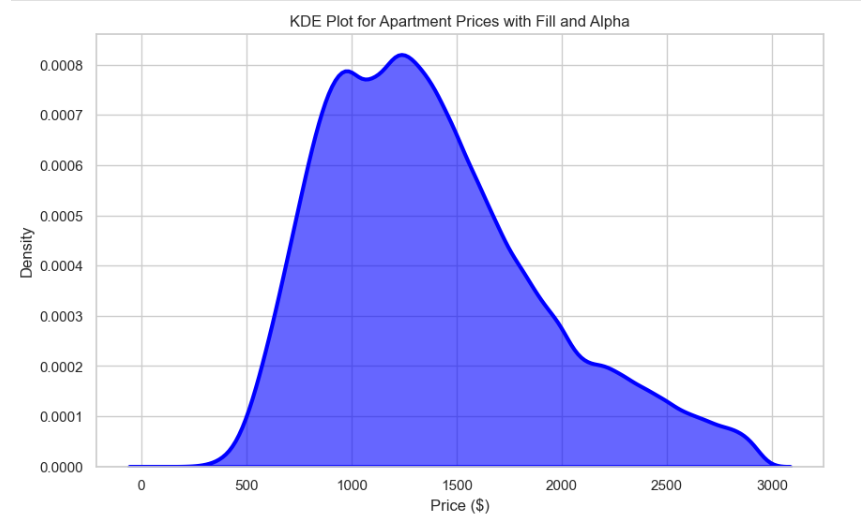 KDE Plot for Apartment Prices with Fill and Alpha
0.0008
0.0007
0.0006
0.0005
0.0004
0.0003
0.0002
0.0001
0.0000
Density
0 500 1000 1500 2000 2500 3000
Price ($)